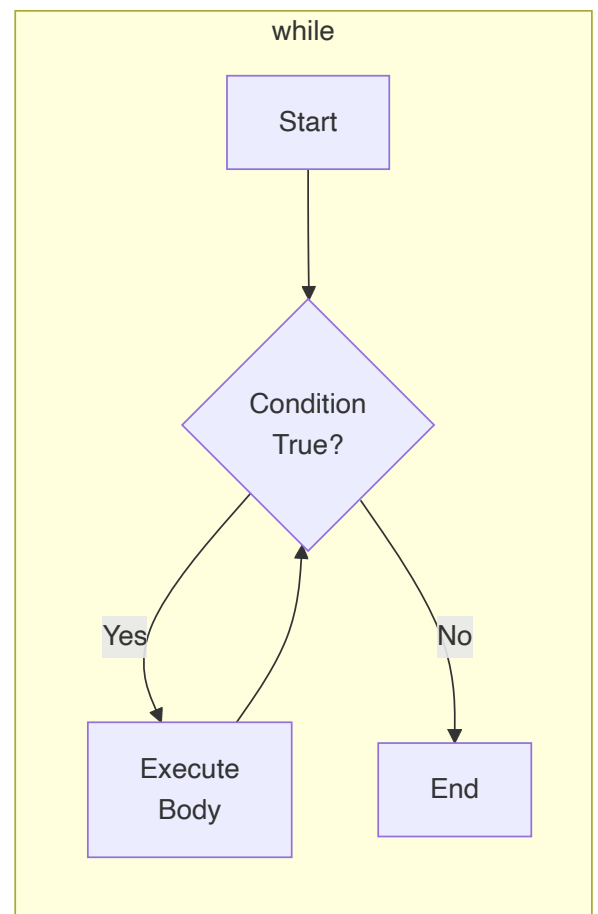 while
Start
Condition
True?
Yes
No
Execute
Body
End